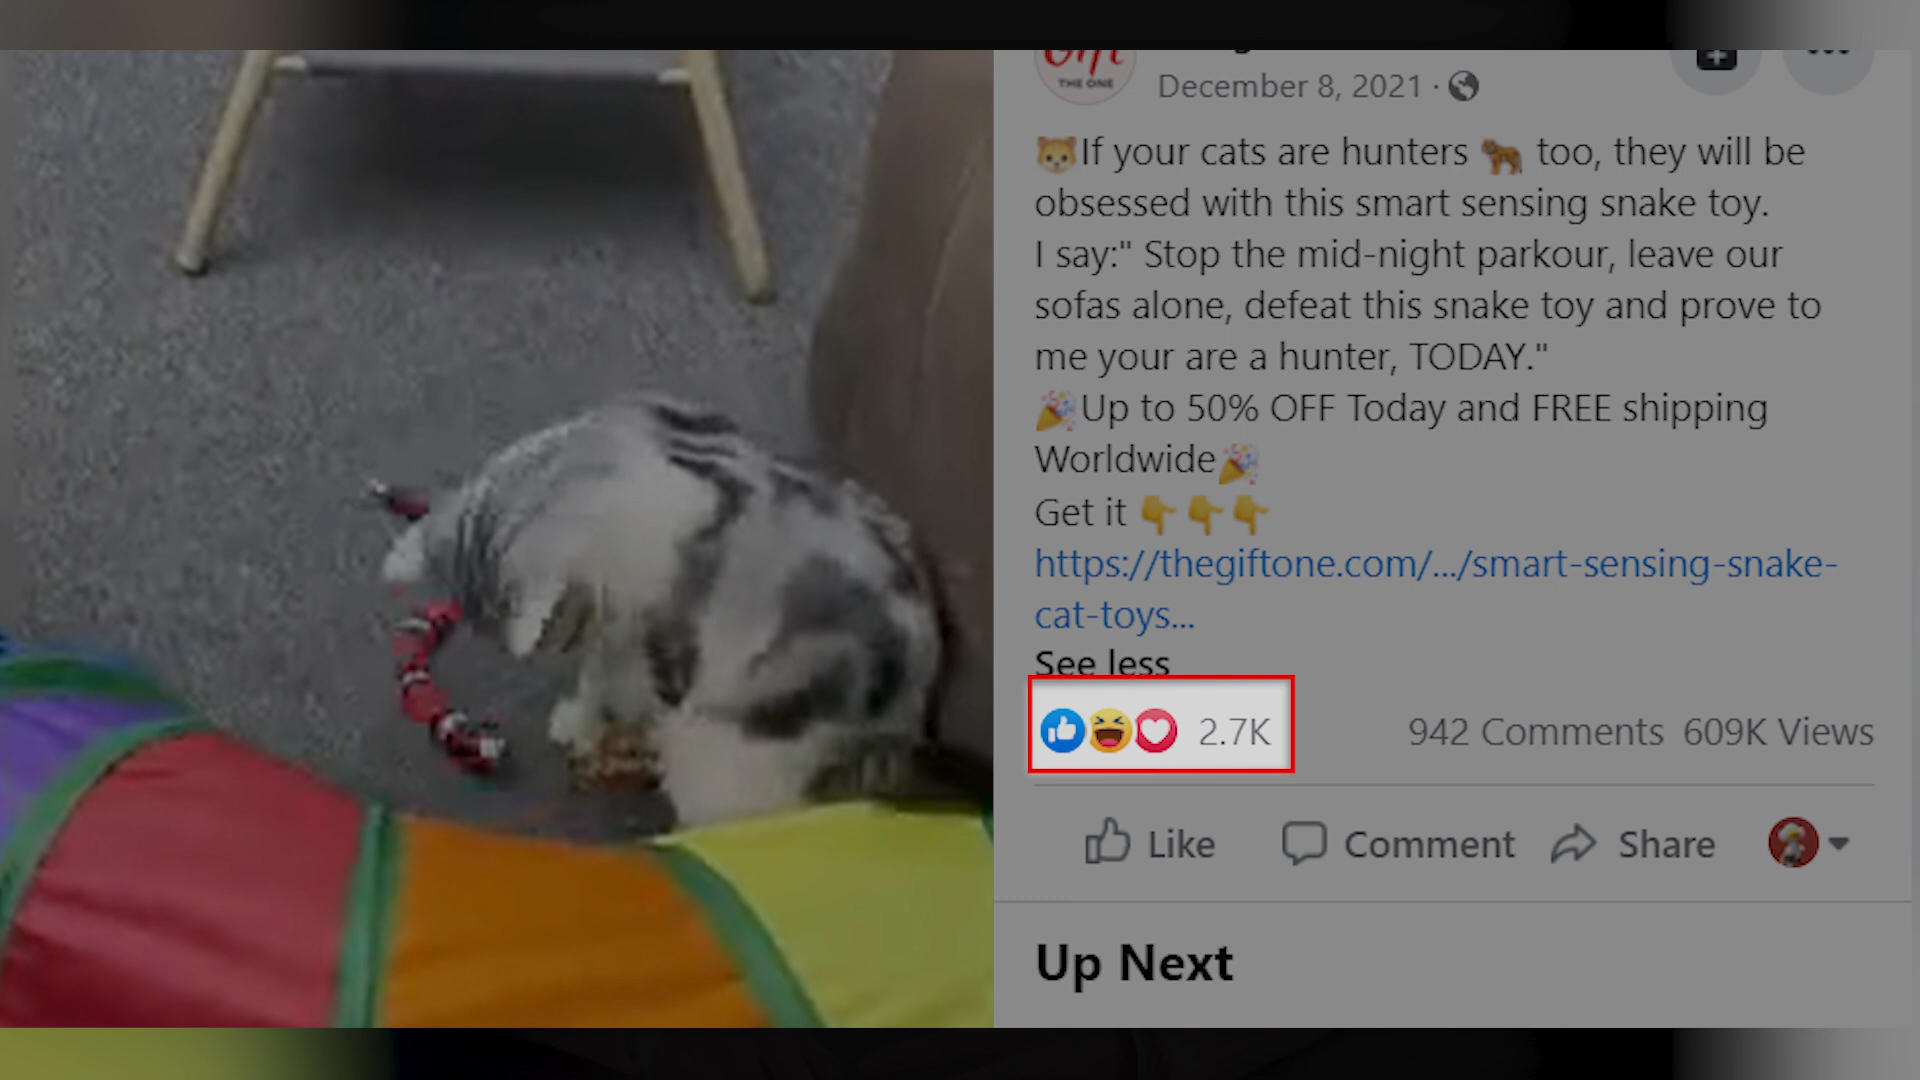 THE ONE
December 8, 2021 ·
🐱If your cats are hunters 🐅 too, they will be
obsessed with this smart sensing snake toy.
I say:" Stop the mid-night parkour, leave our
sofas alone, defeat this snake toy and prove to
me your are a hunter, TODAY."
🎉Up to 50% OFF Today and FREE shipping
Worldwide🎉
Get it 👇👇👇
https://thegiftone.com/.../smart-sensing-snake-
cat-toys...
See less
2.7K
942 Comments 609K Views
Like Comment Share
Up Next